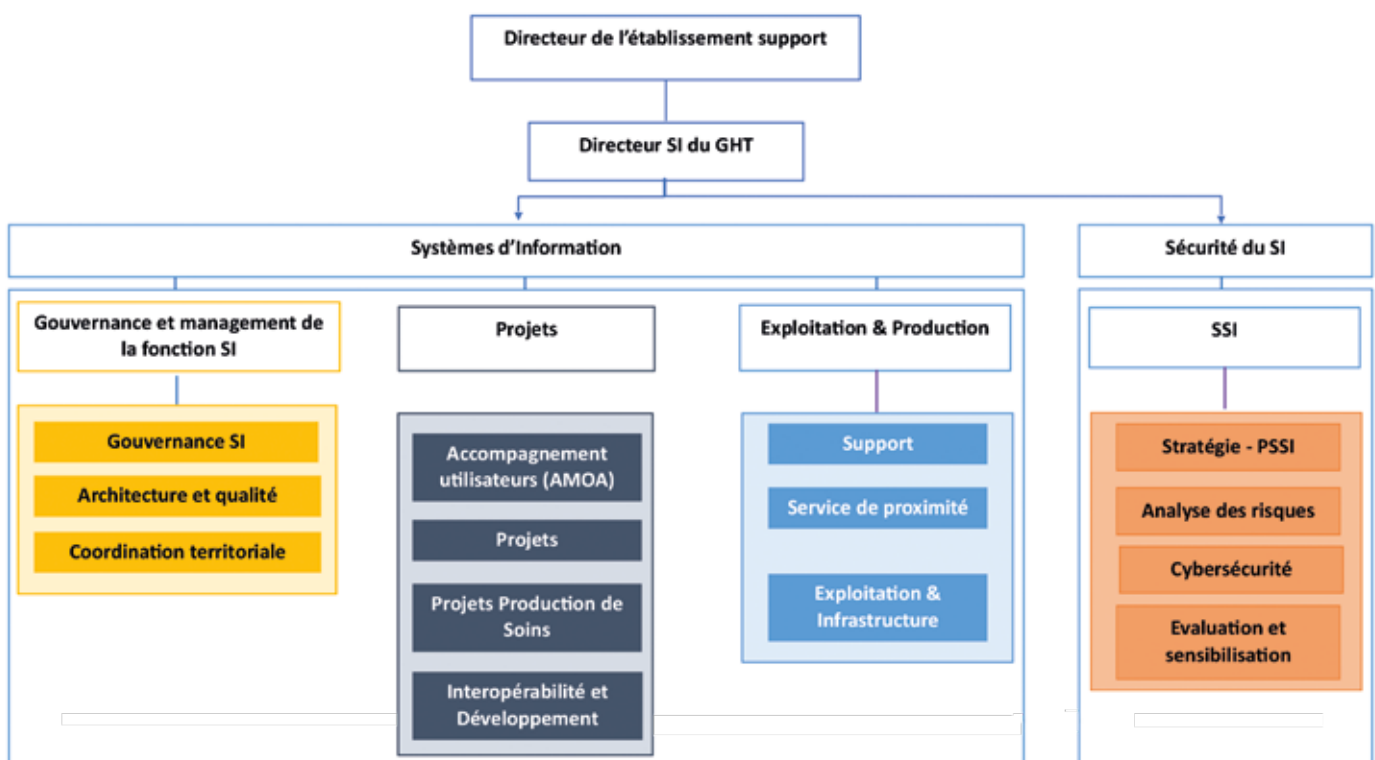 Directeur de l'établissement support
Directeur SI du GHT
Systèmes d'Information
Sécurité du SI
Gouvernance et management de
la fonction SI
Projets
Exploitation & Production
SSI
Gouvernance SI
Architecture et qualité
Coordination territoriale
Accompagnement
utilisateurs (AMOA)
Projets
Projets Production de
Soins
Interopérabilité et
Développement
Support
Service de proximité
Exploitation &
Infrastructure
Stratégie - PSSI
Analyse des risques
Cybersécurité
Evaluation et
sensibilisation